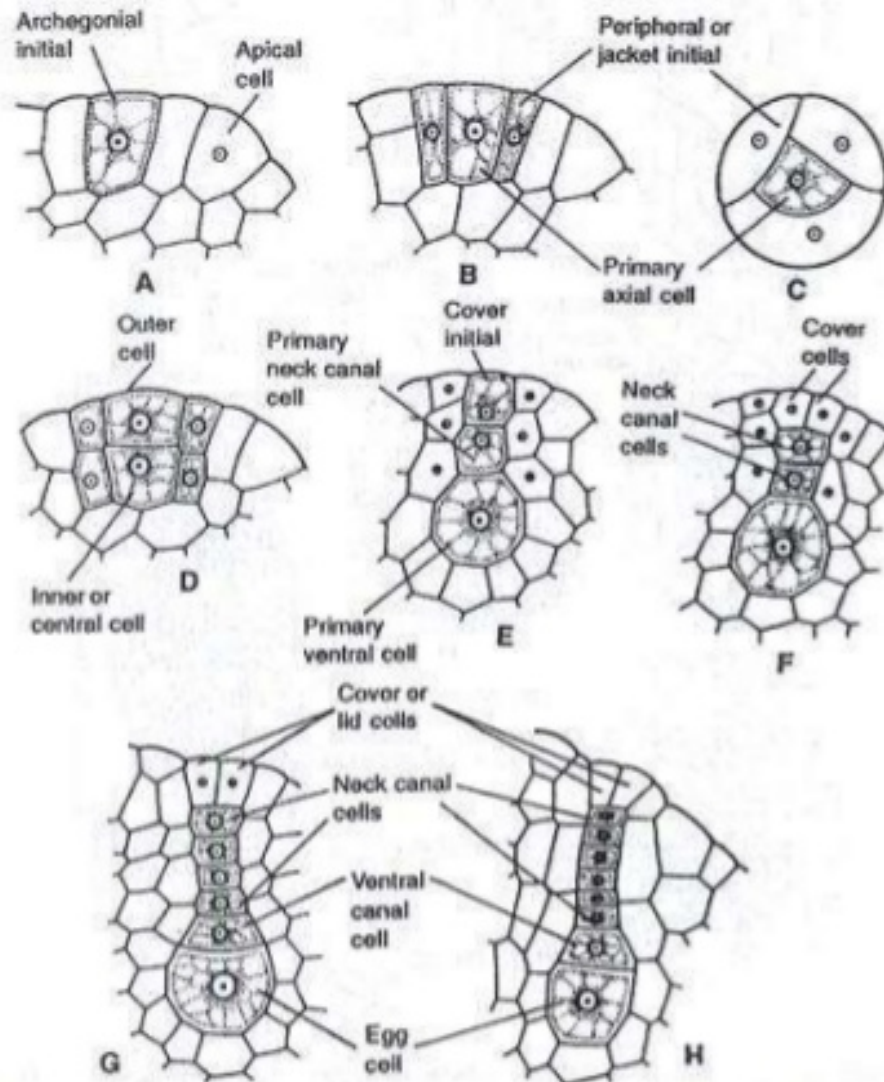 Archegonial
initial
Apical
cell
Peripheral or
jacket initial
A
B
Primary
axial cell
C
Outer
cell
Primary
neck canal
cell
Cover
initial
Cover
cells
Neck
canal
cells
D
Inner or
central cell
Primary
ventral cell
E
F
Cover or
lid cells
Neck canal
cells
Ventral
canal
cell
Egg
cell
G
H